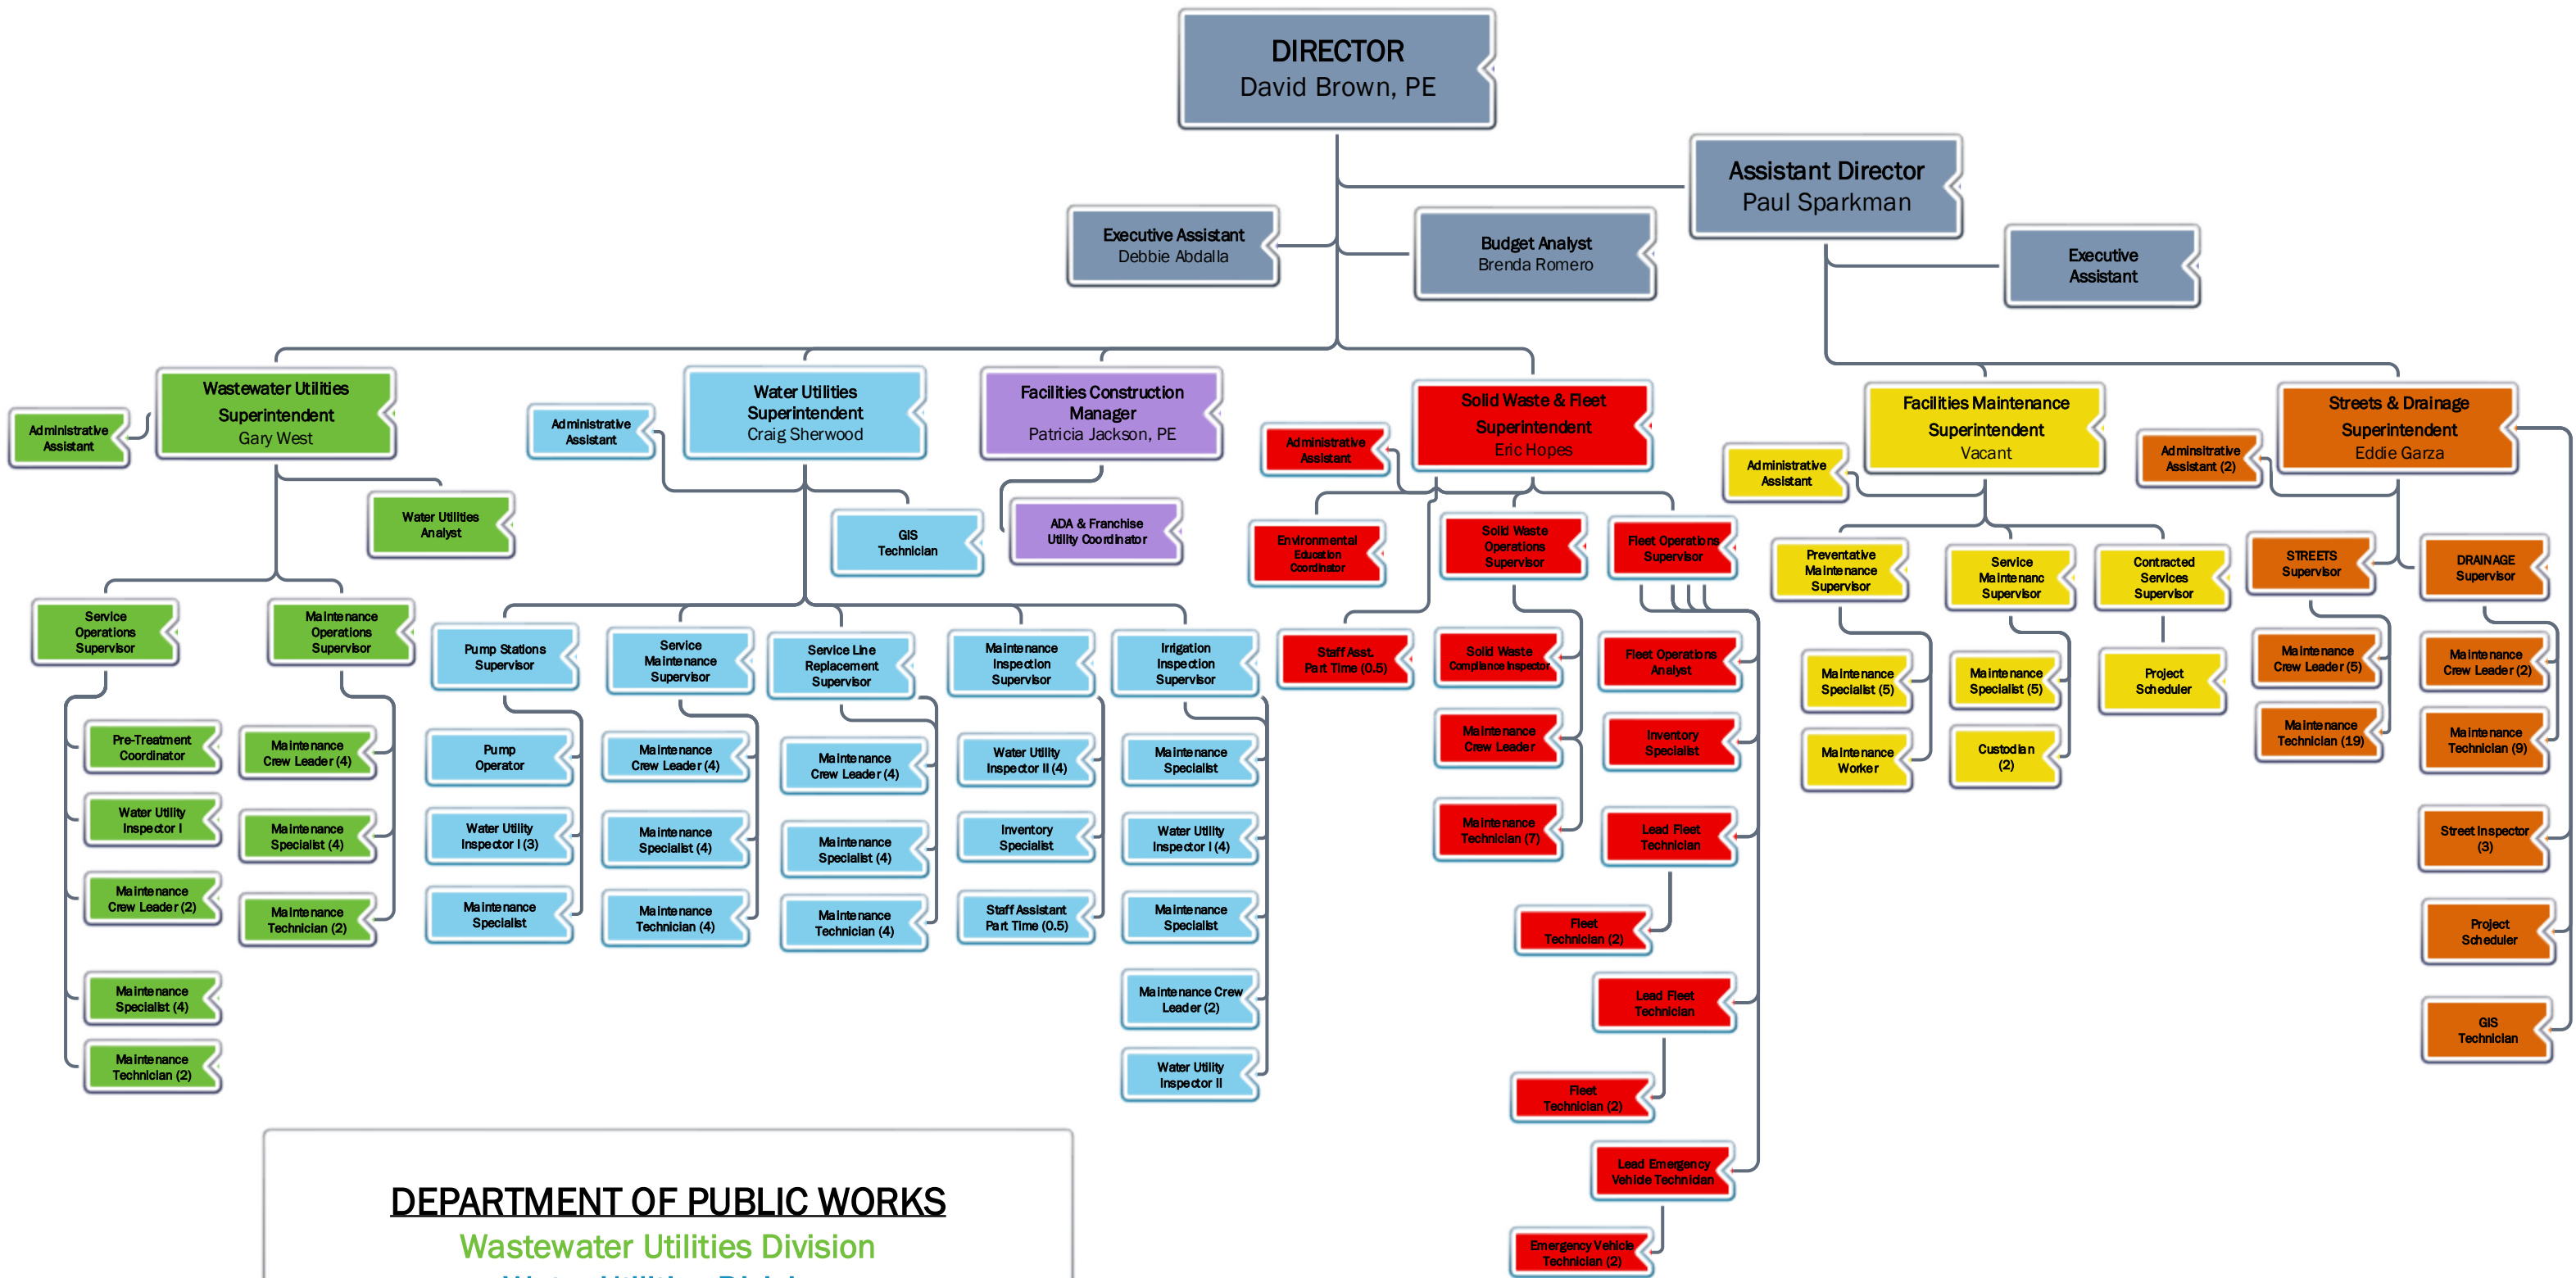 DIRECTOR
David Brown, PE
Assistant Director
Paul Sparkman
Executive Assistant
Debbie Abdalla
Budget Analyst
Brenda Romero
Executive
Assistant
Wastewater Utilities
Superintendent
Gary West
Administrative
Assistant
Water Utilities
Analyst
Service
Operations
Supervisor
Maintenance
Operations
Supervisor
Pre-Treatment
Coordinator
Water Utility
Inspector I
Maintenance
Crew Leader (2)
Maintenance
Specialist (4)
Maintenance
Technician (2)
Maintenance
Crew Leader (4)
Maintenance
Specialist (4)
Maintenance
Technician (2)
Water Utilities
Superintendent
Craig Sherwood
Administrative
Assistant
GIS
Technician
Pump Stations
Supervisor
Pump
Operator
Water Utility
Inspector I (3)
Maintenance
Specialist
Service
Maintenance
Supervisor
Maintenance
Crew Leader (4)
Maintenance
Specialist (4)
Maintenance
Technician (4)
Service Line
Replacement
Supervisor
Maintenance
Crew Leader (4)
Maintenance
Specialist (4)
Maintenance
Technician (4)
Maintenance
Inspection
Supervisor
Water Utility
Inspector II (4)
Inventory
Specialist
Staff Assistant
Part Time (0.5)
Irrigation
Inspection
Supervisor
Maintenance
Specialist
Water Utility
Inspector I (4)
Maintenance
Specialist
Maintenance Crew
Leader (2)
Water Utility
Inspector II
Facilities Construction
Manager
Patricia Jackson, PE
ADA & Franchise
Utility Coordinator
Solid Waste & Fleet
Superintendent
Eric Hopes
Administrative
Assistant
Environmental
Education
Coordinator
Staff Asst.
Part Time (0.5)
Solid Waste
Operations
Supervisor
Solid Waste
Compliance Inspector
Maintenance
Crew Leader
Maintenance
Technician (7)
Fleet Operations
Supervisor
Fleet Operations
Analyst
Inventory
Specialist
Lead Fleet
Technician
Fleet
Technician (2)
Lead Fleet
Technician
Fleet
Technician (2)
Lead Emergency
Vehicle Technician
Emergency Vehicle
Technician (2)
Facilities Maintenance
Superintendent
Vacant
Administrative
Assistant
Preventative
Maintenance
Supervisor
Maintenance
Specialist (5)
Maintenance
Worker
Service
Maintenanc
Supervisor
Maintenance
Specialist (5)
Custodian
(2)
Contracted
Services
Supervisor
Project
Scheduler
Streets & Drainage
Superintendent
Eddie Garza
Adminsitrative
Assistant (2)
STREETS
Supervisor
Maintenance
Crew Leader (5)
Maintenance
Technician (19)
DRAINAGE
Supervisor
Maintenance
Crew Leader (2)
Maintenance
Technician (9)
Street Inspector
(3)
Project
Scheduler
GIS
Technician
DEPARTMENT OF PUBLIC WORKS
Wastewater Utilities Division